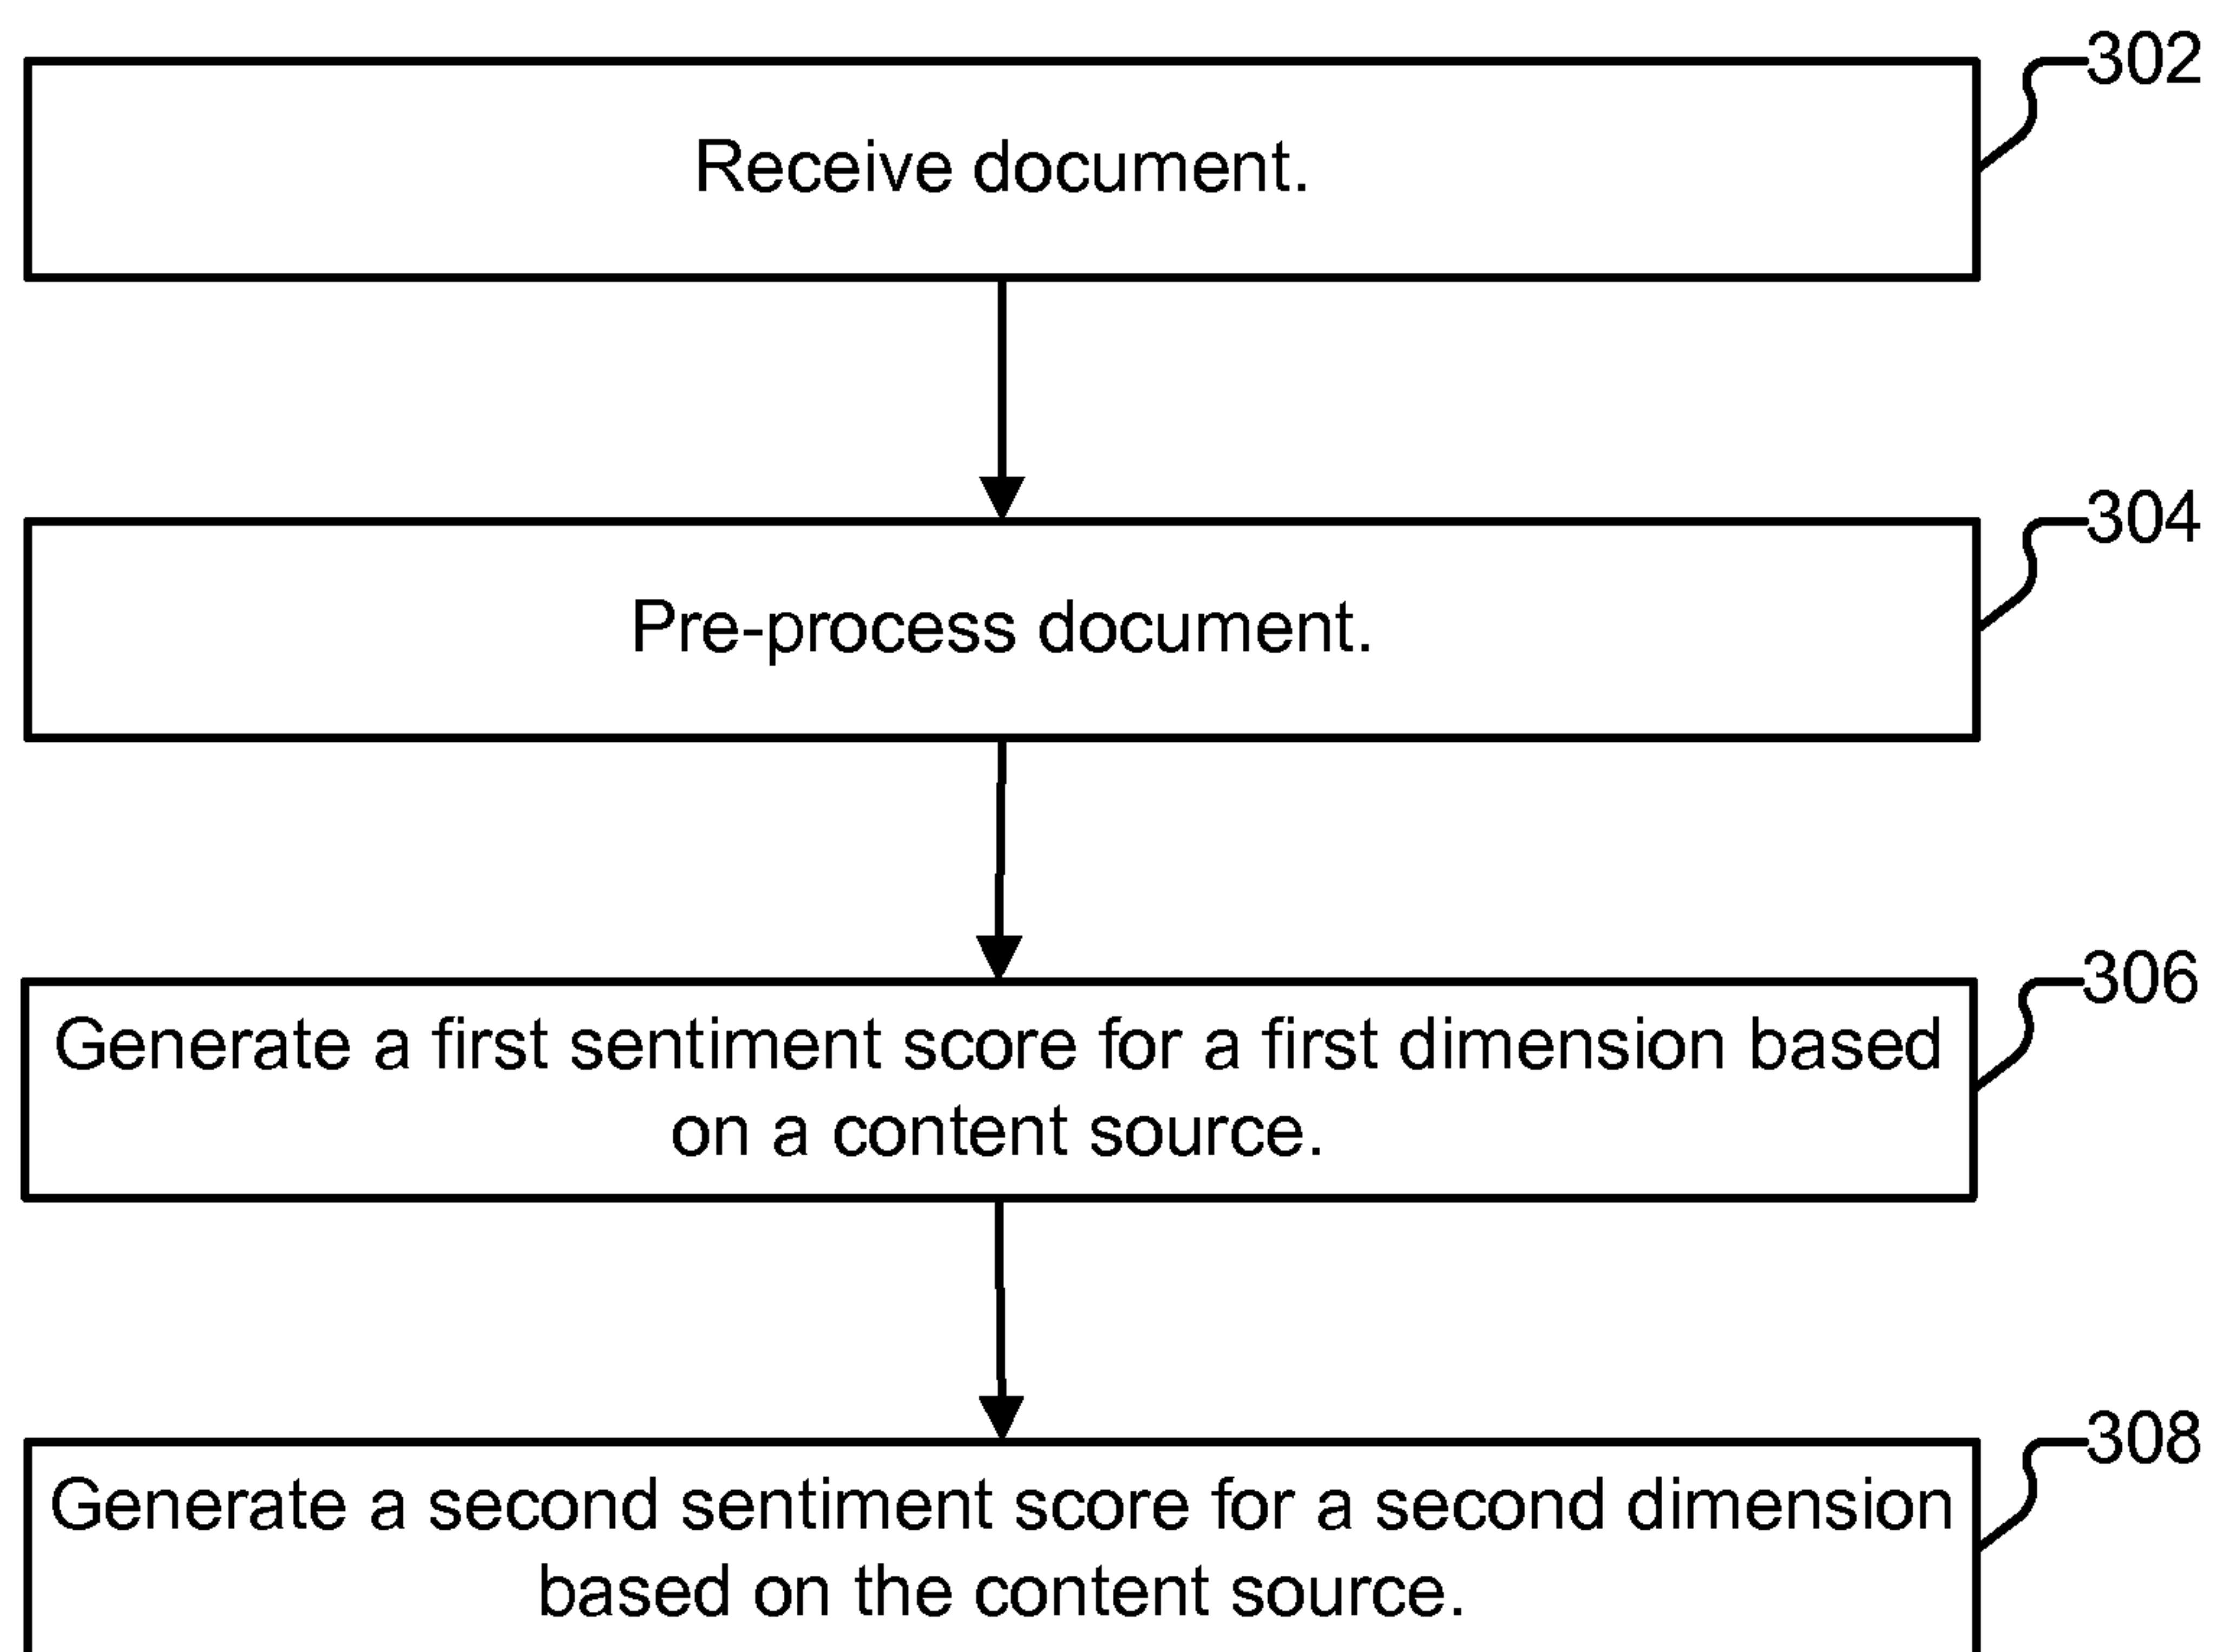 302
Receive document.
304
Pre-process document.
306
Generate a first sentiment score for a first dimension based
on a content source.
308
Generate a second sentiment score for a second dimension
based on the content source.